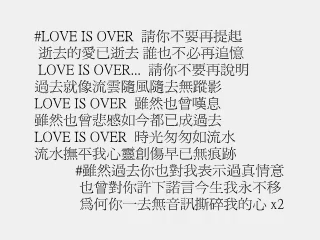 #LOVE IS OVER 請你不要再提起
逝去的愛已逝去 誰也不必再追憶
LOVE IS OVER... 請你不要再說明
過去就像流雲隨風隨去無蹤影
LOVE IS OVER 雖然也曾嘆息
雖然也曾悲慼如今都已成過去
LOVE IS OVER 時光匆匆如流水
流水撫平我心靈創傷早已無痕跡
#雖然過去你也對我表示過真情意
也曾對你許下諾言今生我永不移
為何你一去無音訊撕碎我的心 x2